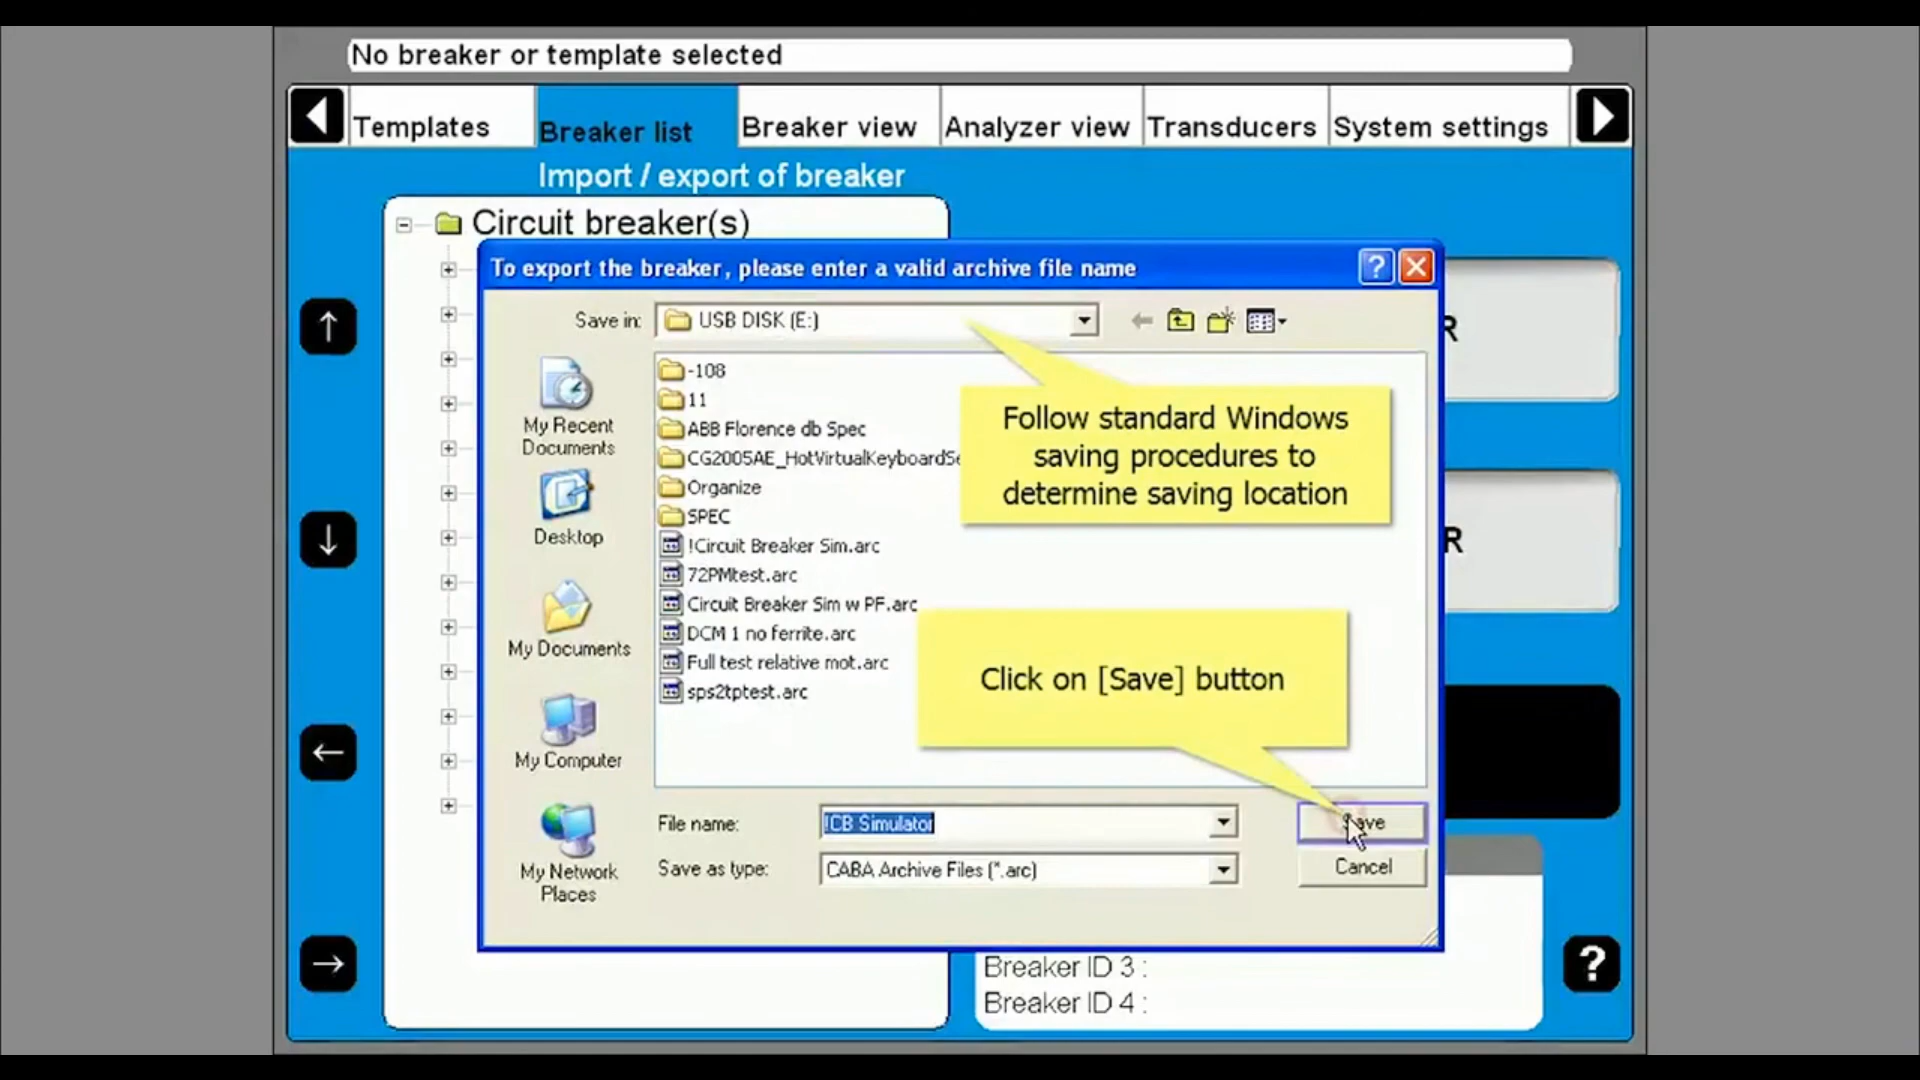 No breaker or template selected
Templates
Breaker list
Breaker view
Analyzer view
Transducers
System settings
Import / export of breaker
Circuit breaker(s)
To export the breaker, please enter a valid archive file name
?
Save in:
USB DISK (E:)
My Recent
Documents
Desktop
My Documents
My Computer
My Network
Places
-108
11
ABB Florence db Spec
CG2005AE_HotVirtualKeyboardSe
Organize
SPEC
!Circuit Breaker Sim.arc
72PMtest.arc
Circuit Breaker Sim w PF.arc
DCM 1 no ferrite.arc
Full test relative mot.arc
sps2tptest.arc
Follow standard Windows
saving procedures to
determine saving location
Click on [Save] button
File name:
!CB Simulator
Save
Save as type:
CABA Archive Files (*.arc)
Cancel
R
R
Breaker ID 3 :
Breaker ID 4 :
?